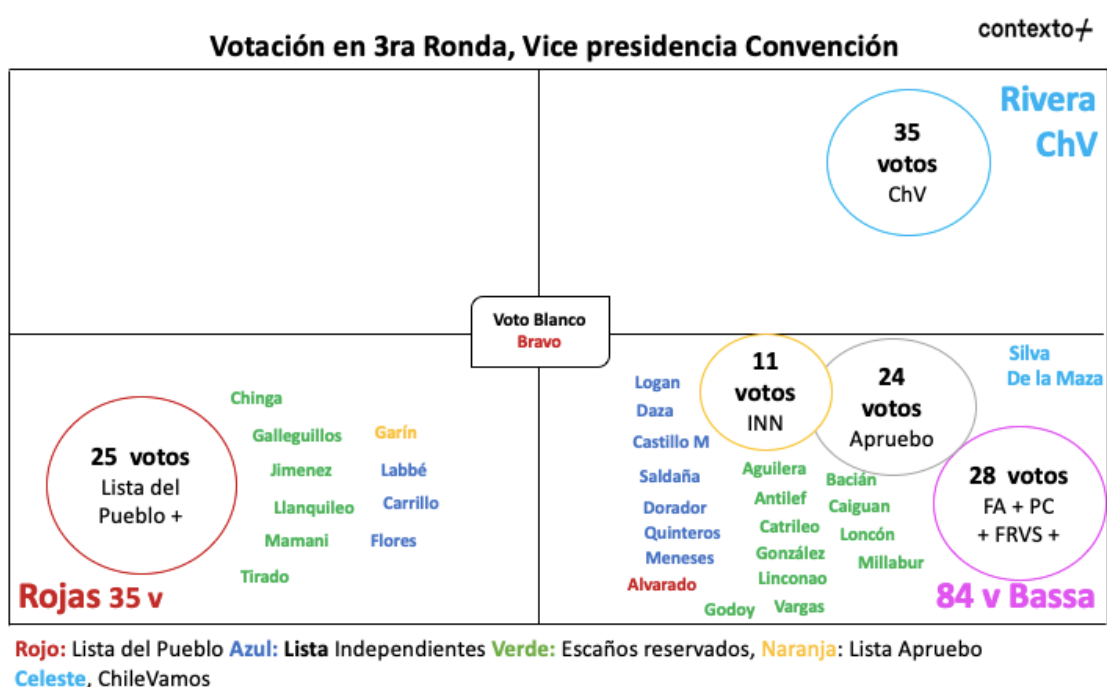 contexto+
Votación en 3ra Ronda, Vice presidencia Convención
Rivera
ChV
35
votos
ChV
Voto Blanco
Bravo
25 votos
Lista del
Pueblo +
Chinga
Galleguillos
Garín
Jimenez
Labbé
Llanquileo
Carrillo
Mamani
Flores
Tirado
Rojas 35 v
Logan
Daza
Castillo M
Saldaña
Dorador
Quinteros
Meneses
Alvarado
11
votos
INN
24
votos
Apruebo
Silva
De la Maza
Aguilera
Antilef
Catrileo
González
Linconao
Godoy
Vargas
Bacián
Caiguan
Loncón
Millabur
28 votos
FA + PC
+ FRVS +
84 v Bassa
Rojo: Lista del Pueblo Azul: Lista Independientes Verde: Escaños reservados, Naranja: Lista Apruebo
Celeste, ChileVamos